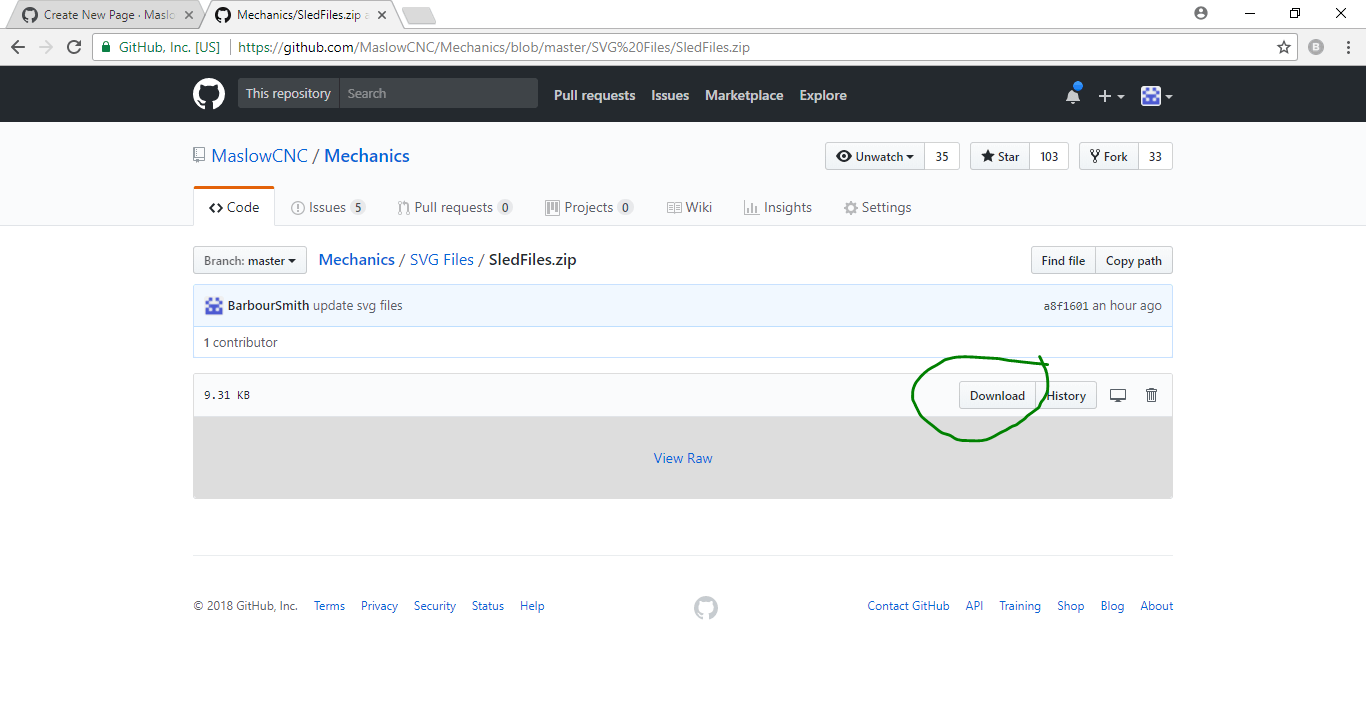 Create New Page · Maslo
Mechanics/SledFiles.zip a
GitHub, Inc. [US] https://github.com/MaslowCNC/Mechanics/blob/master/SVG%20Files/SledFiles.zip
B
This repository Search Pull requests Issues Marketplace Explore
MaslowCNC / Mechanics
Unwatch 35 Star 103 Fork 33
Code Issues 5 Pull requests 0 Projects 0 Wiki Insights Settings
Branch: master Mechanics / SVG Files / SledFiles.zip Find file Copy path
BarbourSmith update svg files a8f1601 an hour ago
1 contributor
9.31 KB Download History
View Raw
© 2018 GitHub, Inc. Terms Privacy Security Status Help Contact GitHub API Training Shop Blog About